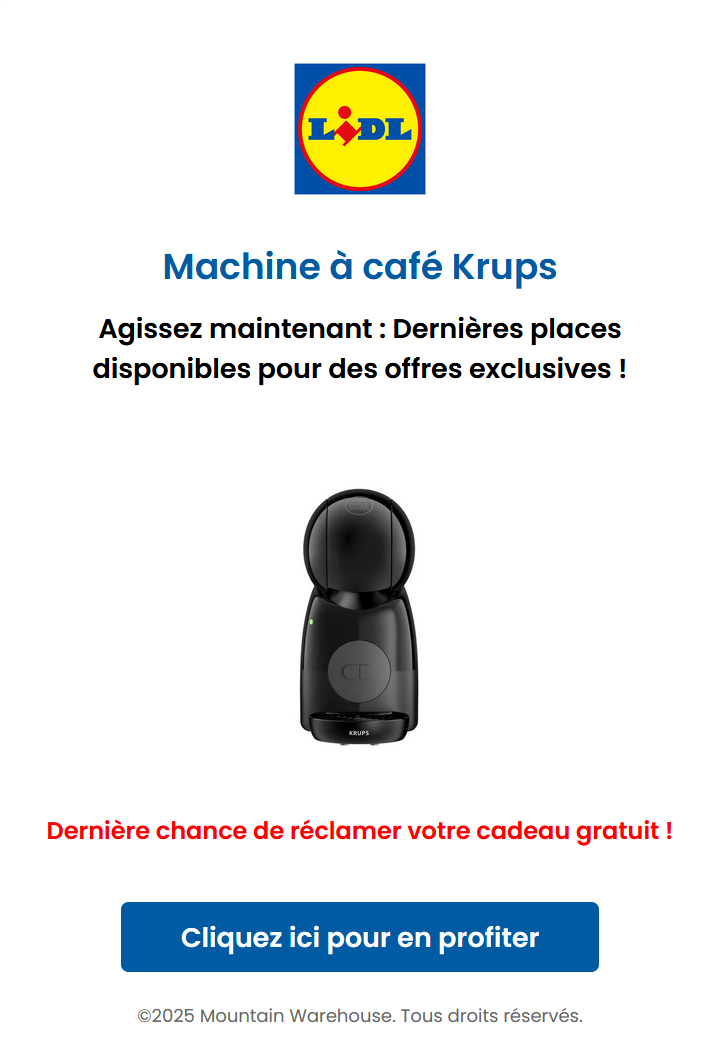 LIDL
Machine à café Krups
Agissez maintenant : Dernières places
disponibles pour des offres exclusives !
KRUPS
Dernière chance de réclamer votre cadeau gratuit !
Cliquez ici pour en profiter
©2025 Mountain Warehouse. Tous droits réservés.